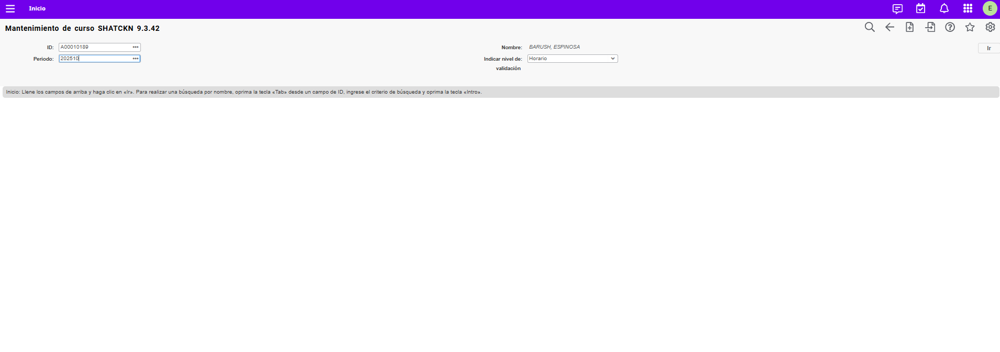 Inicio
E
Mantenimiento de curso SHATCKN 9.3.42
ID: A00010189
Nombre: BARUSH, ESPINOSA
Ir
Periodo: 202510
Indicar nivel de: Horario
validación
Inicio: Llene los campos de arriba y haga clic en «Ir». Para realizar una búsqueda por nombre, oprima la tecla «Tab» desde un campo de ID, ingrese el criterio de búsqueda y oprima la tecla «Intro».